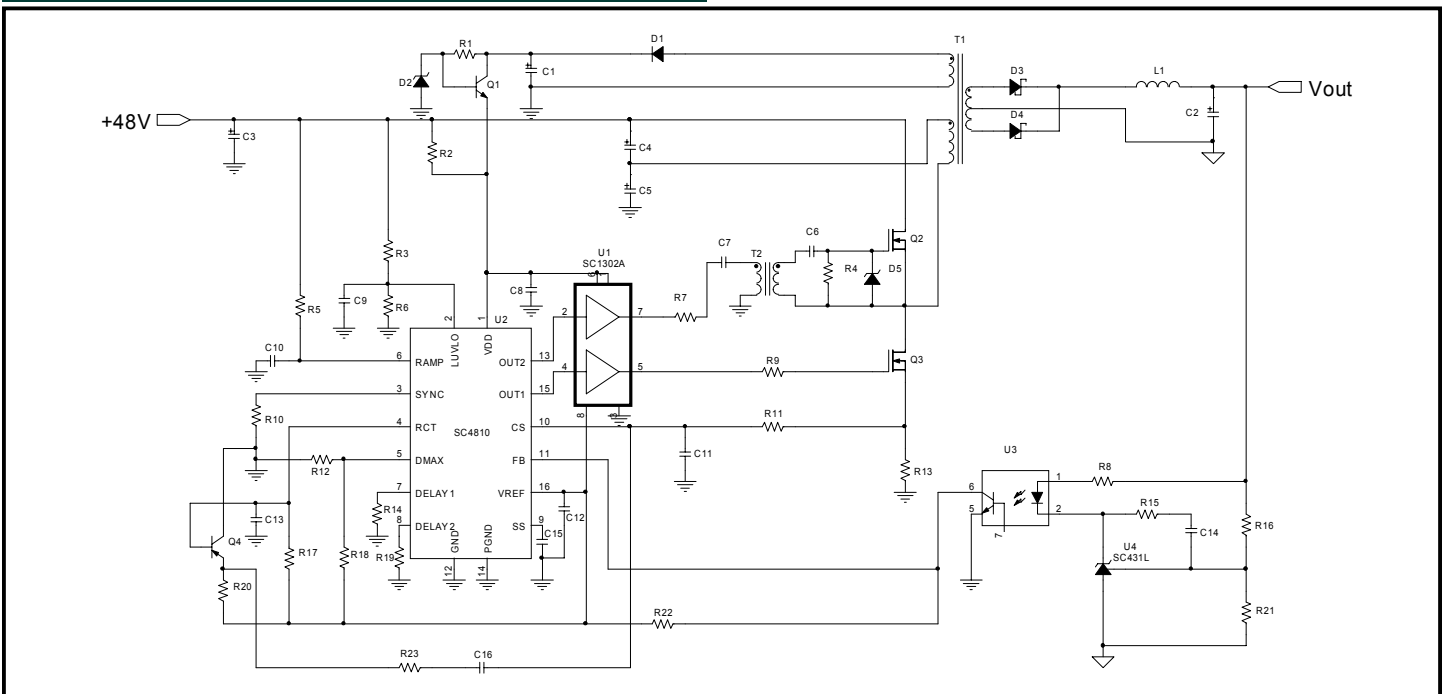 T1
R1
D1
D2
Q1
C1
D3
L1
Vout
D4
C2
+48V
C3
R2
C4
C5
R3
C6
Q2
C7
T2
U1
SC1302A
6
1
R4
D5
C8
R7
C9
R6
R5
2
1
U2
2
7
C10
6
RAMP
LUVLO
VDD
OUT2
13
4
5
R9
Q3
3
SYNC
OUT1
15
8
3
R10
4
RCT
SC4810
CS
10
R11
C11
R12
5
DMAX
FB
11
R13
U3
1
R8
7
DELAY1
VREF
16
6
R14
C12
C13
8
DELAY2
SS
9
5
2
R15
R16
C15
7
C14
Q4
R17
R18
R19
GND
PGND
12
14
U4
SC431L
R20
R21
R22
R23
C16